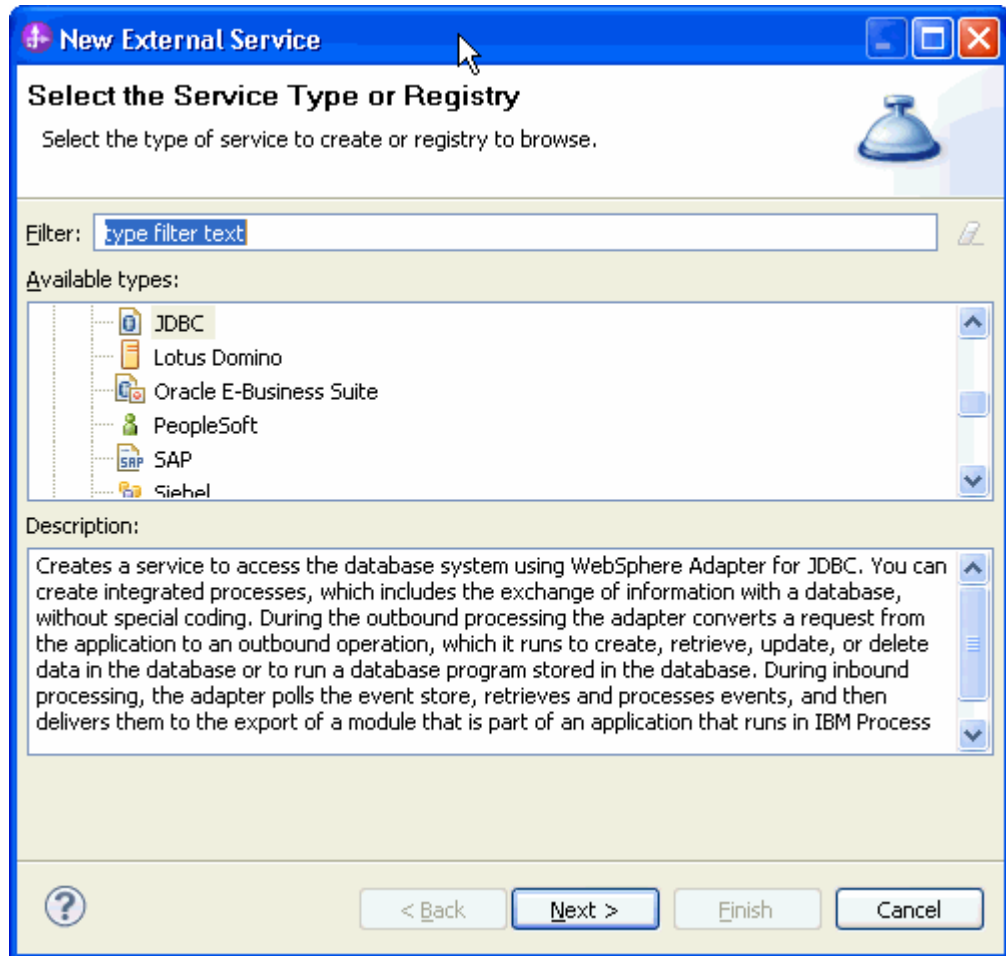 New External Service
Select the Service Type or Registry
Select the type of service to create or registry to browse.
Filter: type filter text
Available types:
JDBC
Lotus Domino
Oracle E-Business Suite
PeopleSoft
SAP
SAP
Siebel
Description:
Creates a service to access the database system using WebSphere Adapter for JDBC. You can
create integrated processes, which includes the exchange of information with a database,
without special coding. During the outbound processing the adapter converts a request from
the application to an outbound operation, which it runs to create, retrieve, update, or delete
data in the database or to run a database program stored in the database. During inbound
processing, the adapter polls the event store, retrieves and processes events, and then
delivers them to the export of a module that is part of an application that runs in IBM Process
? < Back Next > Finish Cancel